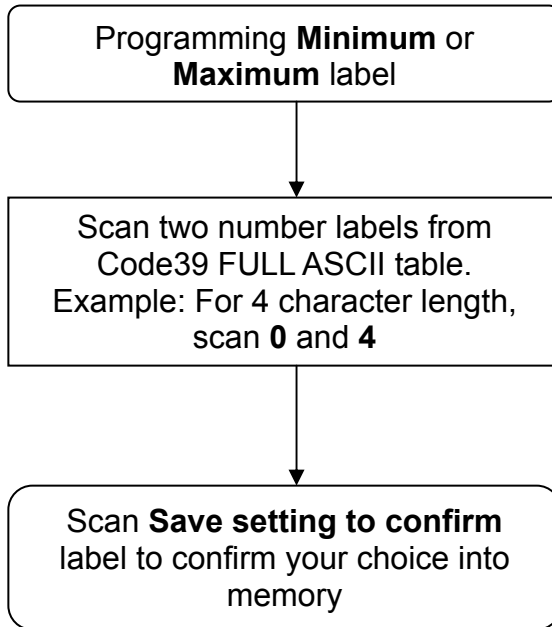 Programming Minimum or
Maximum label
Scan two number labels from
Code39 FULL ASCII table.
Example: For 4 character length,
scan 0 and 4
Scan Save setting to confirm
label to confirm your choice into
memory